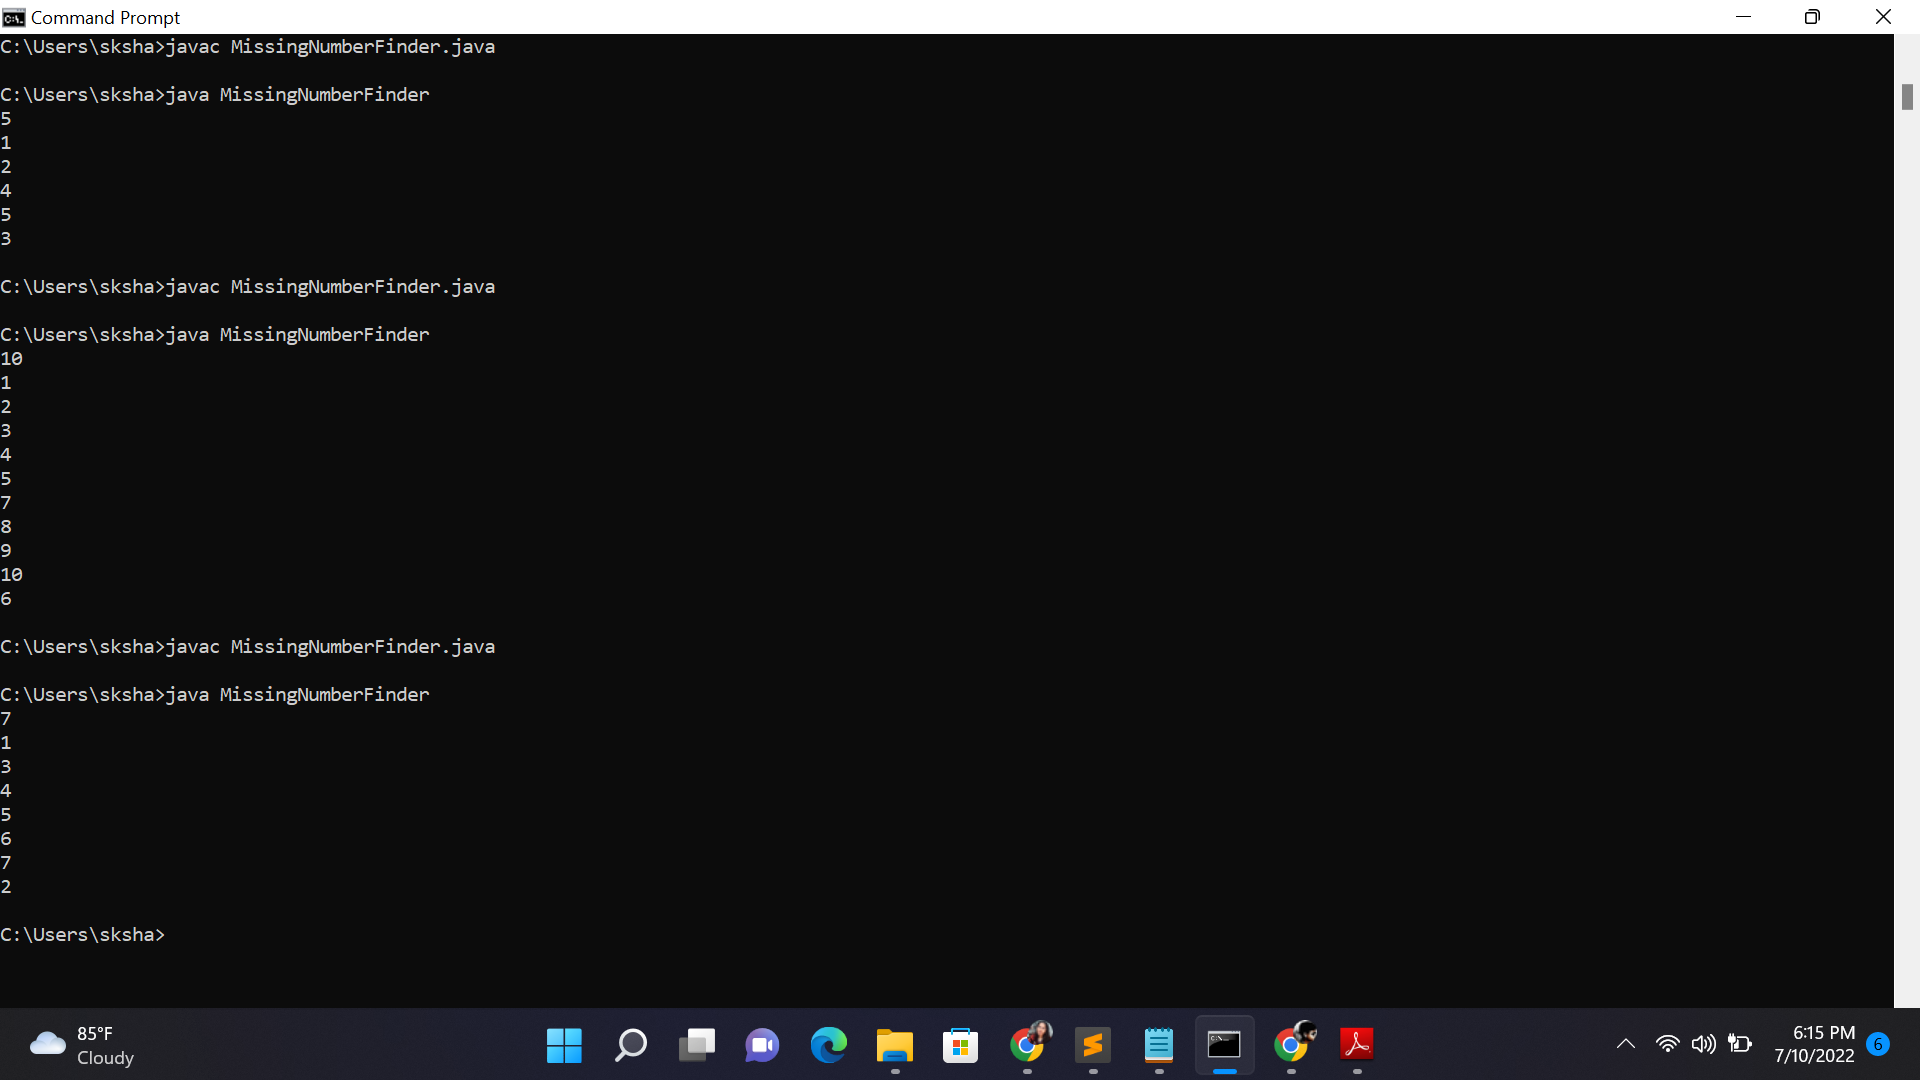 Command Prompt
C:\Users\sksha>javac MissingNumberFinder.java
C:\Users\sksha>java MissingNumberFinder
5
1
2
4
5
3
C:\Users\sksha>javac MissingNumberFinder.java
C:\Users\sksha>java MissingNumberFinder
10
1
2
3
4
5
7
8
9
10
6
C:\Users\sksha>javac MissingNumberFinder.java
C:\Users\sksha>java MissingNumberFinder
7
1
3
4
5
6
7
2
C:\Users\sksha>
85°F
Cloudy
6:15 PM
7/10/2022
6